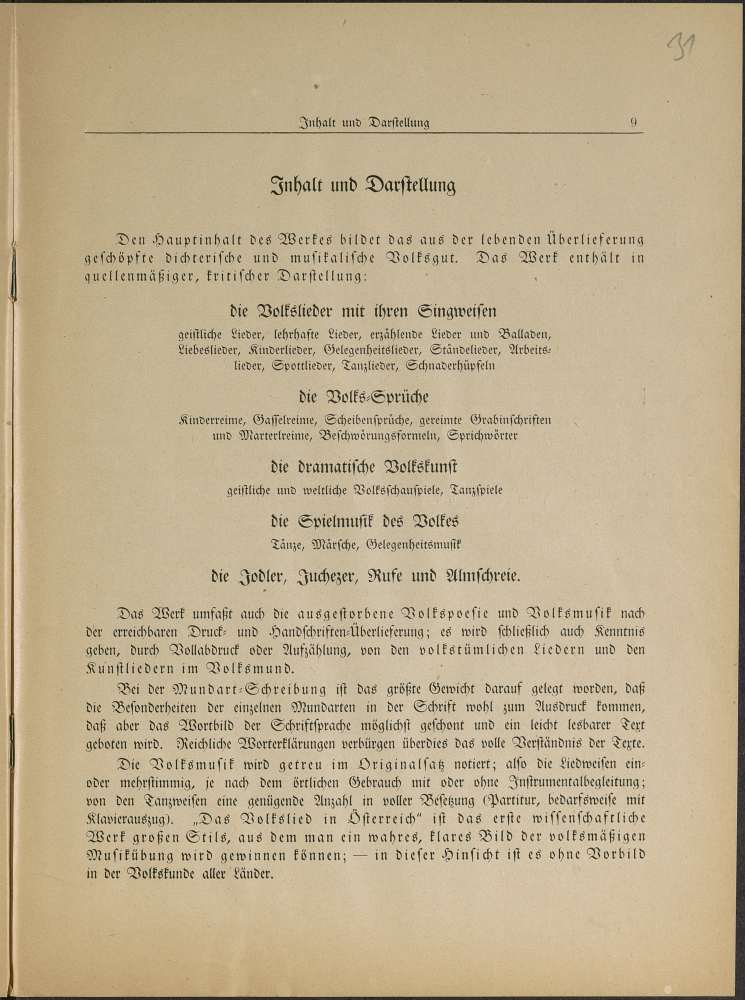 31
Inhalt und Darstellung 9
Inhalt und Darstellung
Den Hauptinhalt des Werkes bildet das aus der lebenden Überlieferung
geschöpfte dichterische und musikalische Volksgut. Das Werk enthält in
quellenmäßiger, kritischer Darstellung:
die Volkslieder mit ihren Singweisen
geistliche Lieder, lehrhafte Lieder, erzählende Lieder und Balladen,
Liebeslieder, Kinderlieder, Gelegenheitslieder, Ständelieder, Arbeits-
lieder, Spottlieder, Tanzlieder, Schnaderhüpfeln
die Volks-Sprüche
Kinderreime, Gasselreime, Scheibensprüche, gereimte Grabinschriften
und Marterlreime, Beschwörungsformeln, Sprichwörter
die dramatische Volkskunst
geistliche und weltliche Volksschauspiele, Tanzspiele
die Spielmusik des Volkes
Tänze, Märsche, Gelegenheitsmusik
die Jodler, Juchezer, Rufe und Almschreie.
Das Werk umfaßt auch die ausgestorbene Volkspoesie und Volksmusik nach
der erreichbaren Druck- und Handschriften-Überlieferung; es wird schließlich auch Kenntnis
geben, durch Vollabdruck oder Aufzählung, von den volkstümlichen Liedern und den
Kunstliedern im Volksmund.
Bei der Mundart-Schreibung ist das größte Gewicht darauf gelegt worden, daß
die Besonderheiten der einzelnen Mundarten in der Schrift wohl zum Ausdruck kommen,
daß aber das Wortbild der Schriftsprache möglichst geschont und ein leicht lesbarer Text
geboten wird. Reichliche Worterklärungen verbürgen überdies das volle Verständnis der Texte.
Die Volksmusik wird getreu im Originalsatz notiert; also die Liedweisen ein-
oder mehrstimmig, je nach dem örtlichen Gebrauch mit oder ohne Instrumentalbegleitung;
von den Tanzweisen eine genügende Anzahl in voller Besetzung (Partitur, bedarfsweise mit
Klavierauszug). „Das Volkslied in Österreich“ ist das erste wissenschaftliche
Werk großen Stils, aus dem man ein wahres, klares Bild der volksmäßigen
Musikübung wird gewinnen können; — in dieser Hinsicht ist es ohne Vorbild
in der Volkskunde aller Länder.